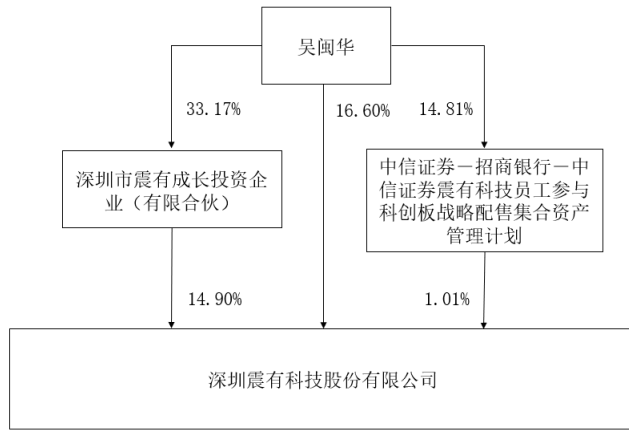 吴闽华
33.17%
16.60%
14.81%
深圳市震有成长投资企
业（有限合伙）
中信证券－招商银行－中
信证券震有科技员工参与
科创板战略配售集合资产
管理计划
14.90%
1.01%
深圳震有科技股份有限公司